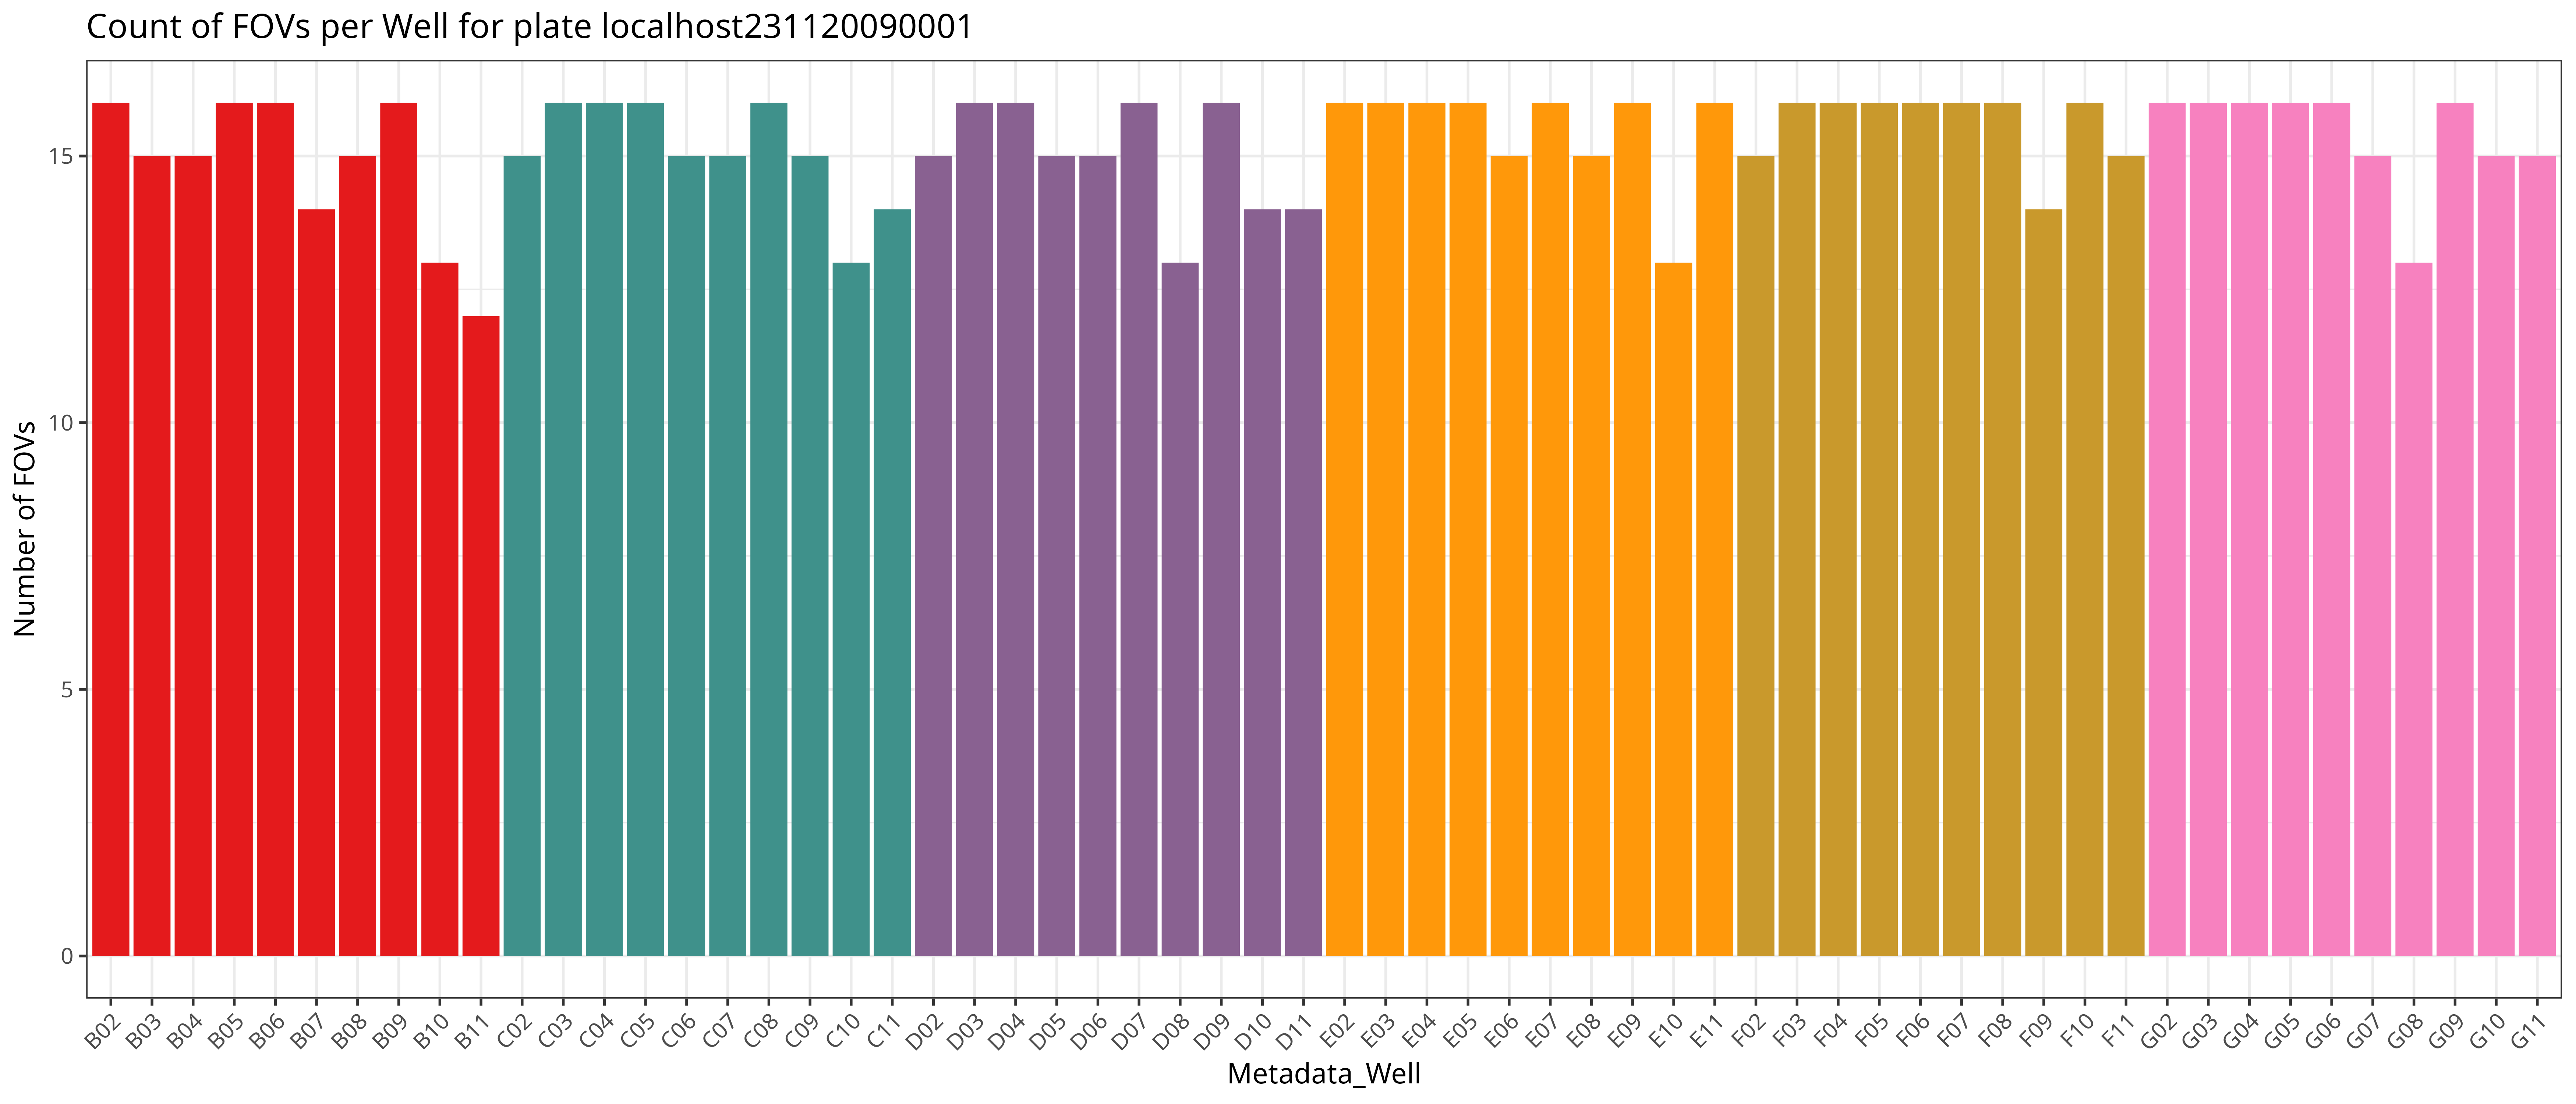 Count of FOVs per Well for plate localhost231120090001
Number of FOVs
15
10
5
0
B02 B03 B04 B05 B06 B07 B08 B09 B10 B11 C02 C03 C04 C05 C06 C07 C08 C09 C10 C11 D02 D03 D04 D05 D06 D07 D08 D09 D10 D11 E02 E03 E04 E05 E06 E07 E08 E09 E10 E11 F02 F03 F04 F05 F06 F07 F08 F09 F10 F11 G02 G03 G04 G05 G06 G07 G08 G09 G10 G11
Metadata_Well